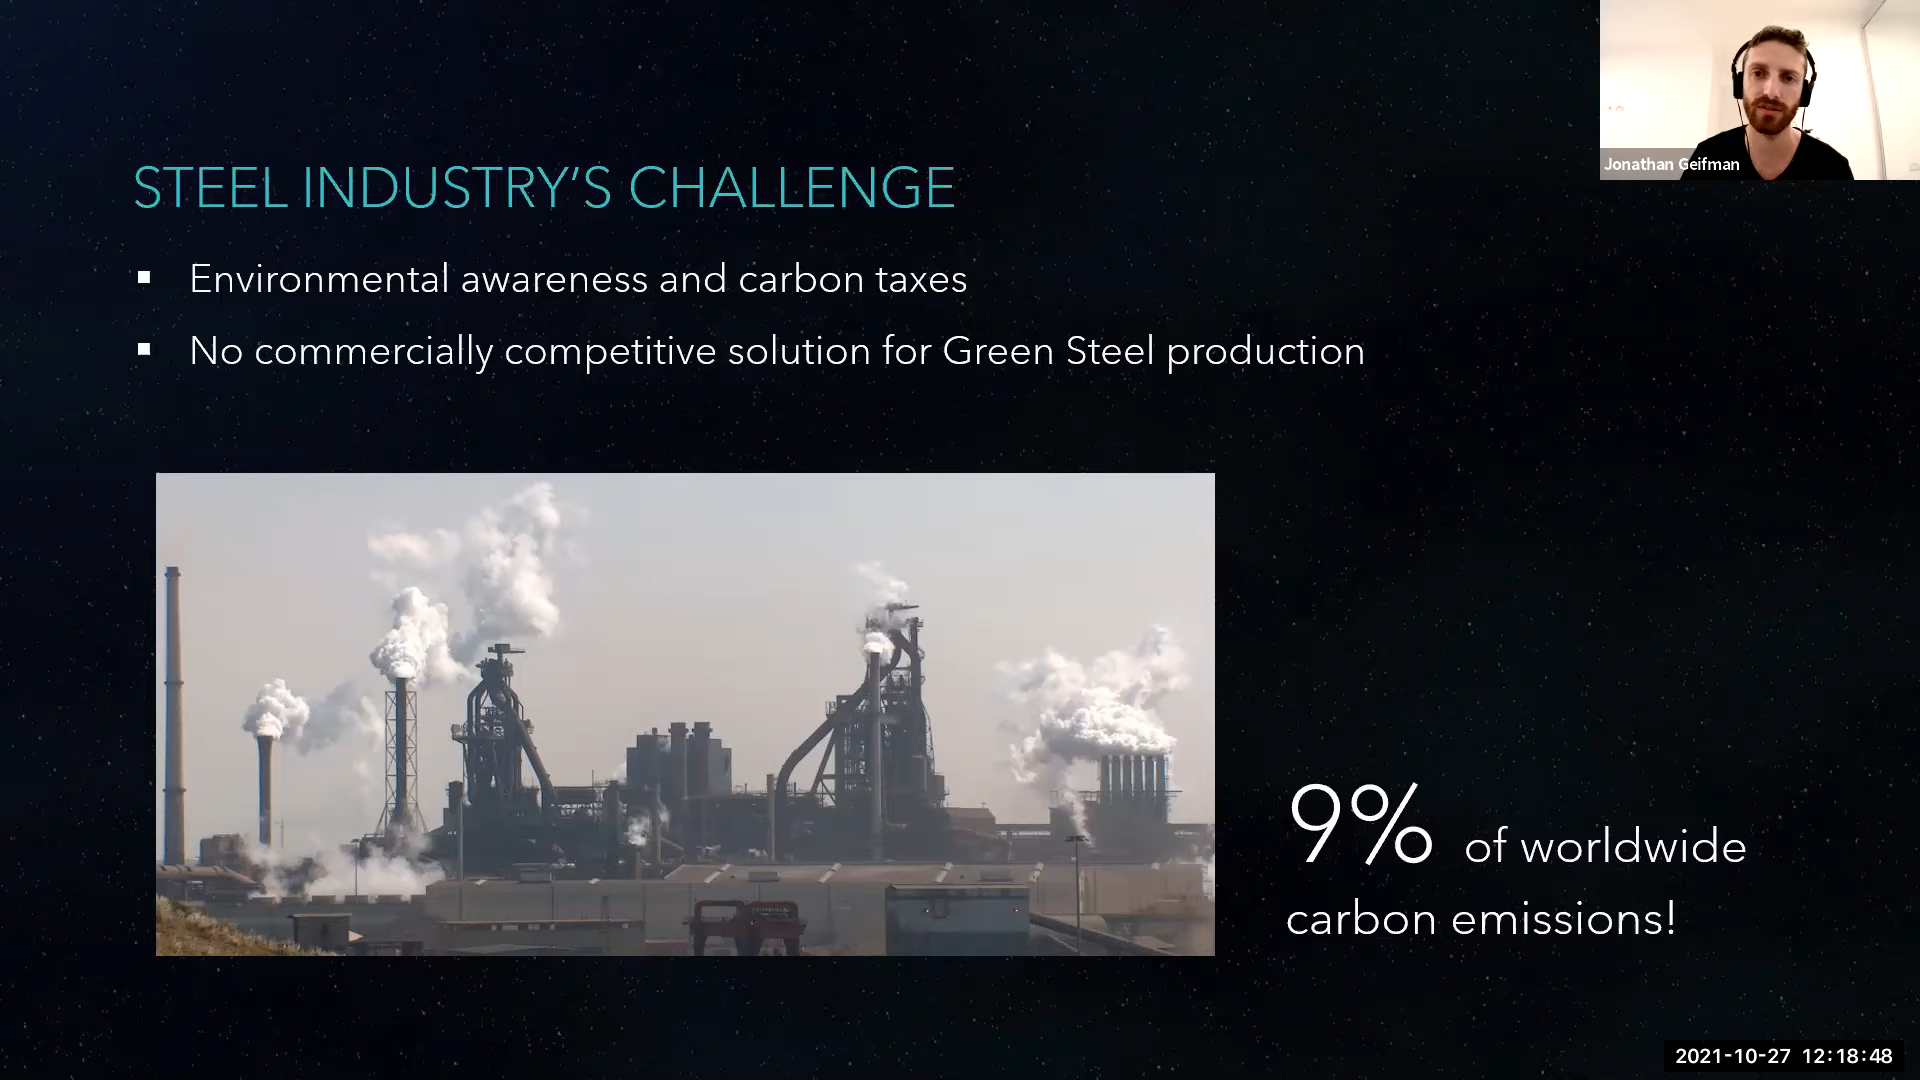 Jonathan Geifman
STEEL INDUSTRY'S CHALLENGE
▪ Environmental awareness and carbon taxes
▪ No commercially competitive solution for Green Steel production
9% of worldwide
carbon emissions!
2021-10-27 12:18:48